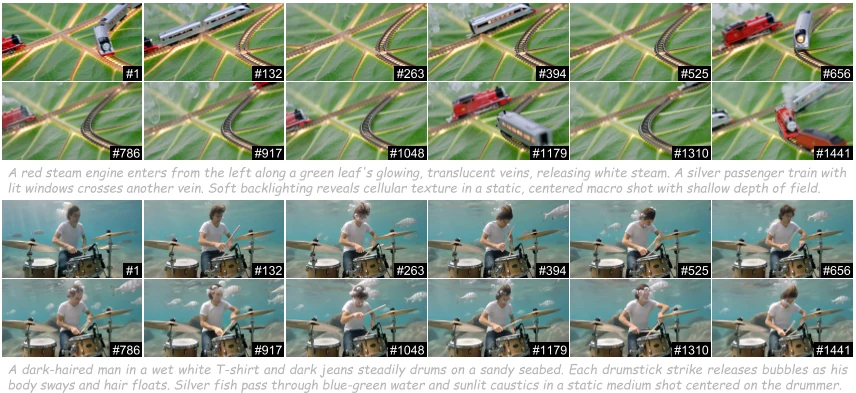 #1 #132 #263 #394 #525 #656
#786 #917 #1048 #1179 #1310 #1441
A red steam engine enters from the left along a green leaf's glowing, translucent veins, releasing white steam. A silver passenger train with
lit windows crosses another vein. Soft backlighting reveals cellular texture in a static, centered macro shot with shallow depth of field.
#1 #132 #263 #394 #525 #656
#786 #917 #1048 #1179 #1310 #1441
A dark-haired man in a wet white T-shirt and dark jeans steadily drums on a sandy seabed. Each drumstick strike releases bubbles as his
body sways and hair floats. Silver fish pass through blue-green water and sunlit caustics in a static medium shot centered on the drummer.